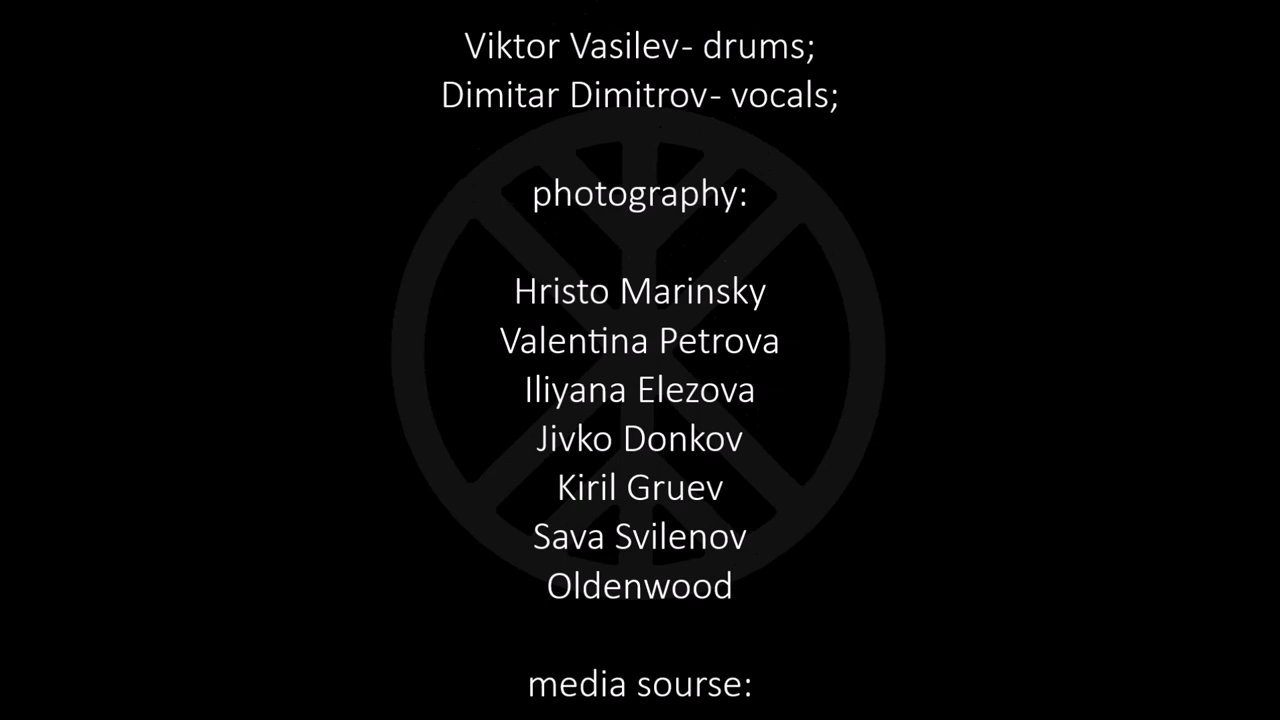 Viktor Vasilev- drums;
Dimitar Dimitrov- vocals;
photography:
Hristo Marinsky
Valentina Petrova
Iliyana Elezova
Jivko Donkov
Kiril Gruev
Sava Svilenov
Oldenwood
media sourse: